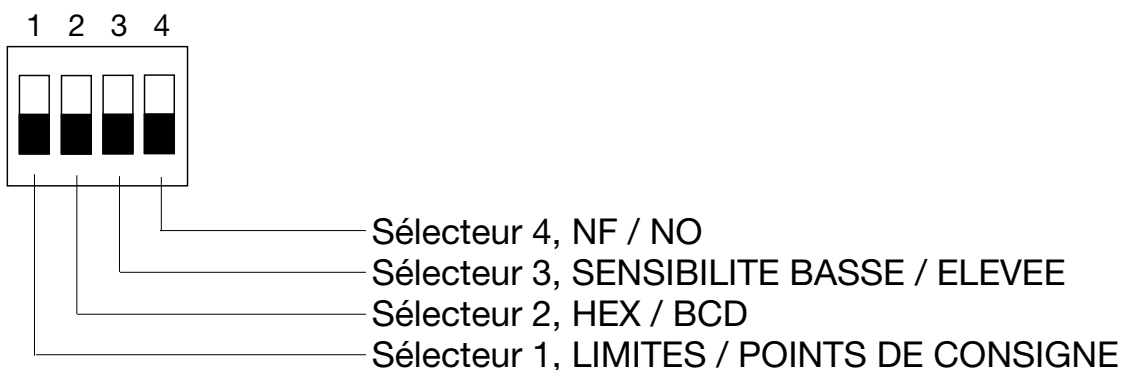 1 2 3 4
Sélecteur 4, NF / NO
Sélecteur 3, SENSIBILITE BASSE / ELEVEE
Sélecteur 2, HEX / BCD
Sélecteur 1, LIMITES / POINTS DE CONSIGNE